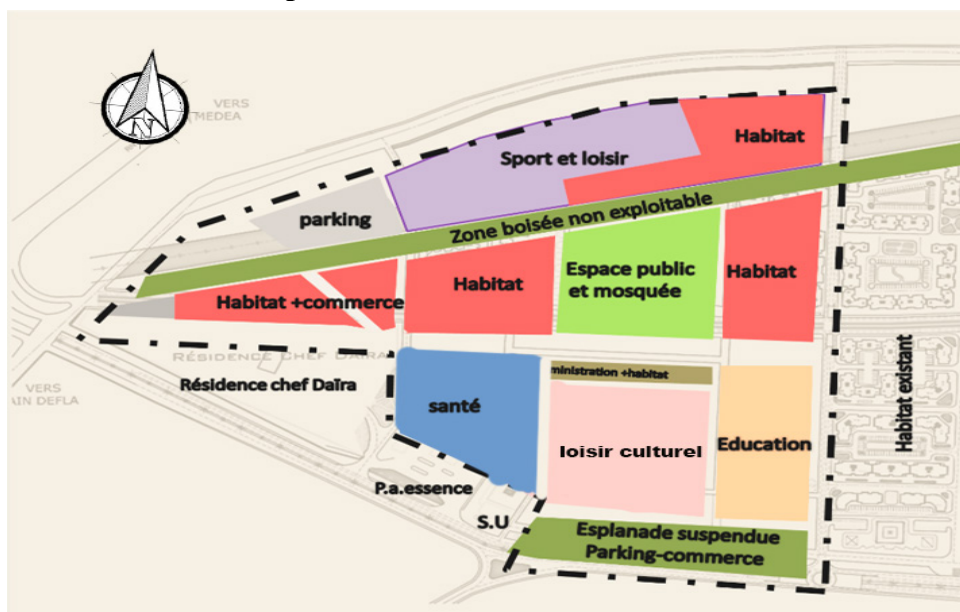 N
VERS
MEDEA
Sport et loisir
Habitat
parking
Zone boisée non exploitable
Habitat +commerce
Habitat
Espace public
et mosquée
Habitat
RÉSIDENCE CHEF DAIRA
Résidence chef Daïra
VERS
AIN DEFLA
ministration +habitat
santé
loisir culturel
Education
Habitat existant
P.a.essence
S.U
Esplanade suspendue
Parking-commerce